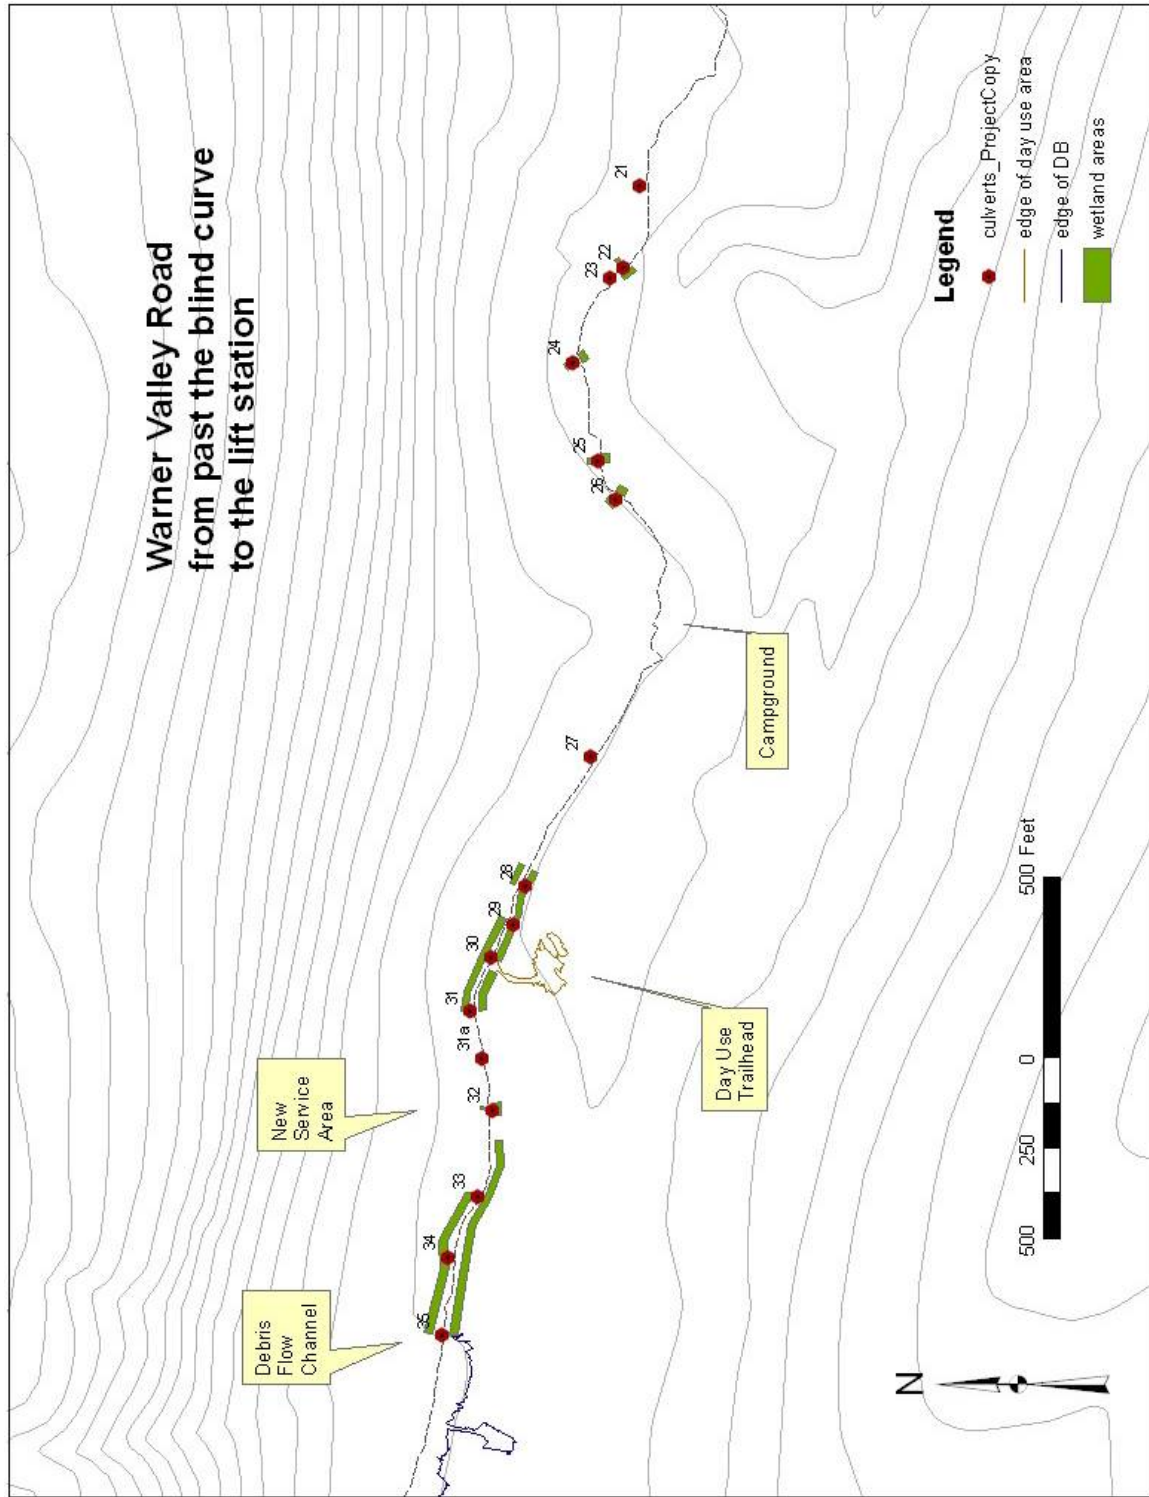 Warner Valley Road
from past the blind curve
to the lift station
Debris
Flow
Channel
New
Service
Area
35
34
33
32
31a
31
30
29
28
27
26
25
24
23
22
21
Day Use
Trailhead
Campground
N
500
250
0
500 Feet
Legend
culverts_ProjectCopy
edge of day use area
edge of DB
wetland areas